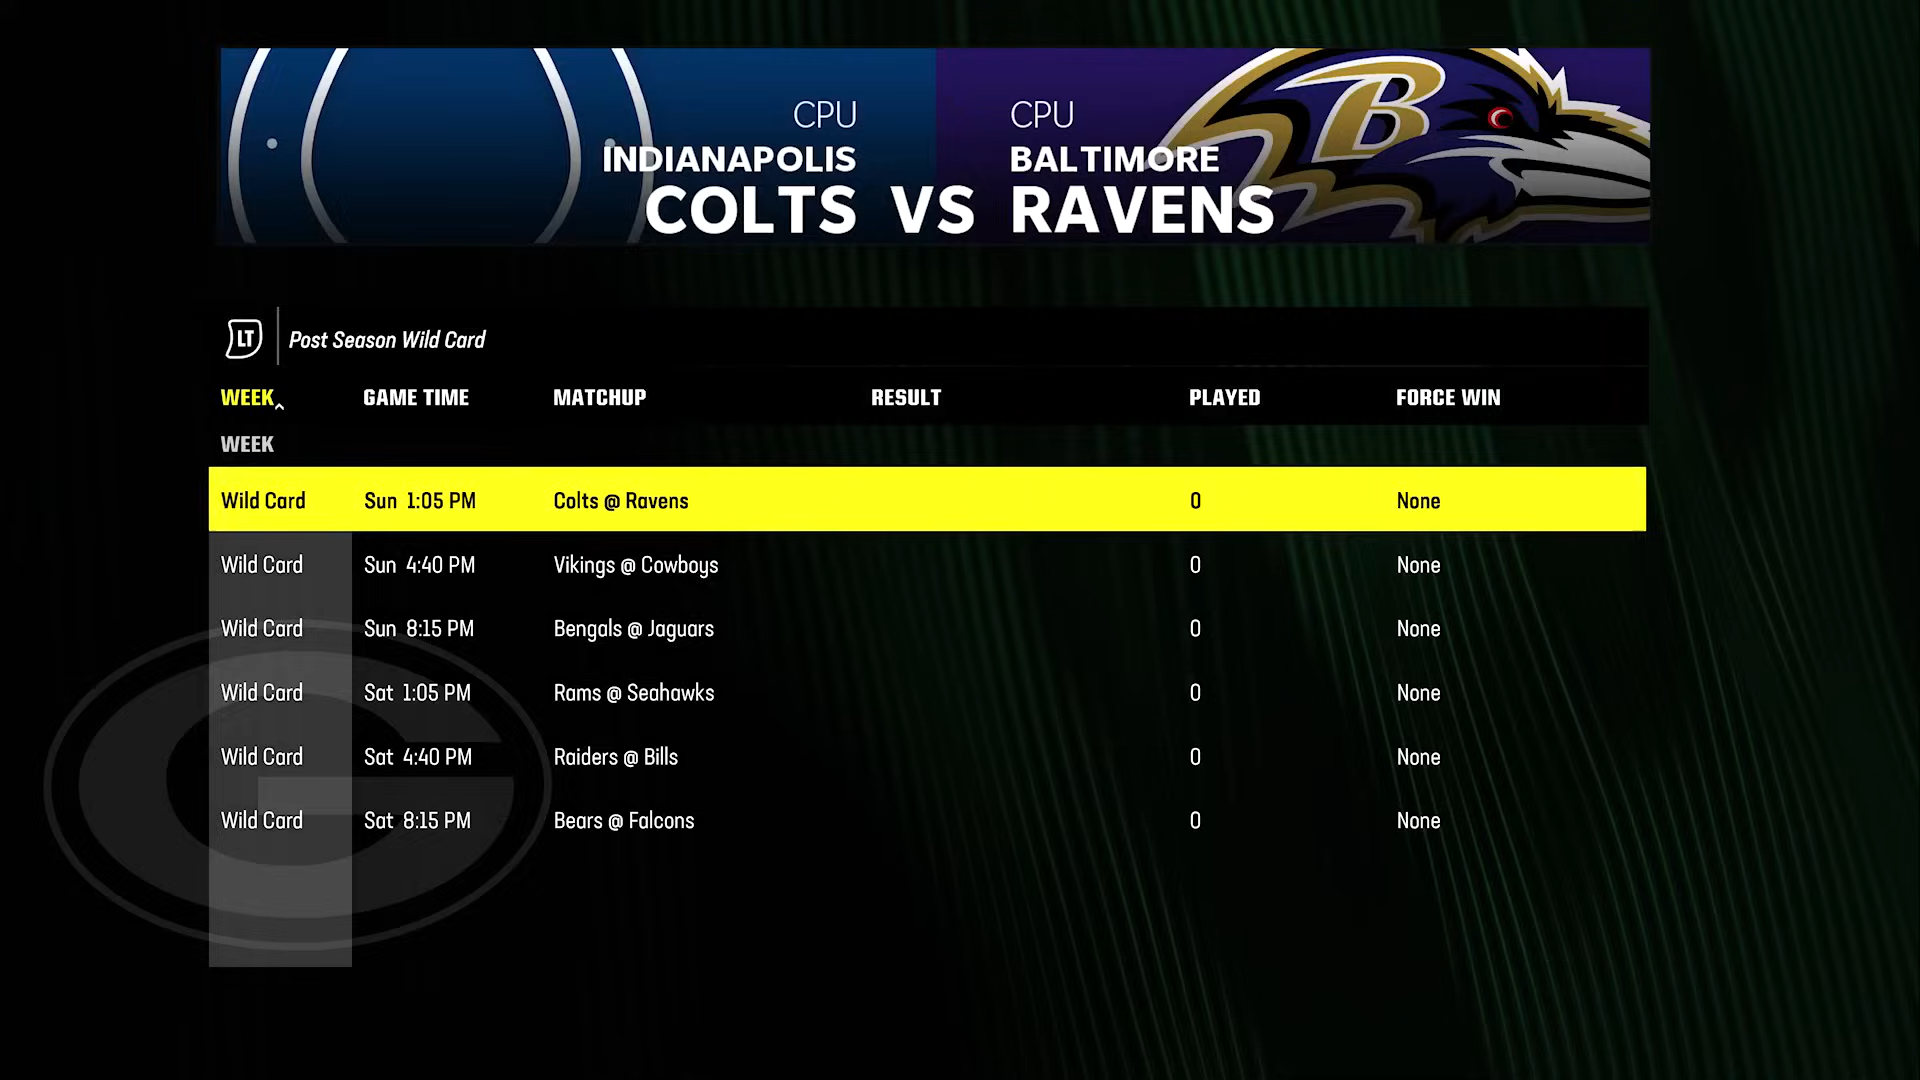 CPU CPU
INDIANAPOLIS BALTIMORE
COLTS VS RAVENS
B
LT Post Season Wild Card
WEEK GAME TIME MATCHUP RESULT PLAYED FORCE WIN
WEEK
Wild Card Sun 1:05 PM Colts @ Ravens 0 None
Wild Card Sun 4:40 PM Vikings @ Cowboys 0 None
Wild Card Sun 8:15 PM Bengals @ Jaguars 0 None
Wild Card Sat 1:05 PM Rams @ Seahawks 0 None
Wild Card Sat 4:40 PM Raiders @ Bills 0 None
Wild Card Sat 8:15 PM Bears @ Falcons 0 None
G